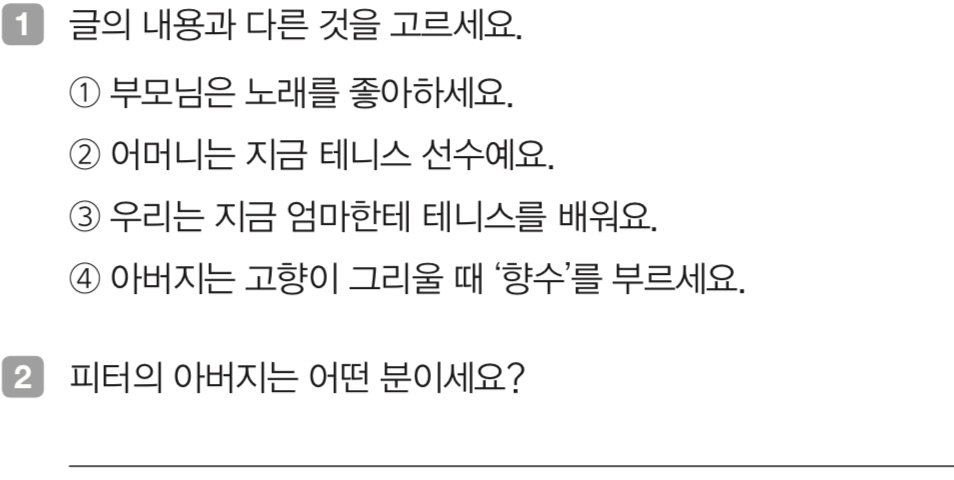 1 글의 내용과 다른 것을 고르세요.
① 부모님은 노래를 좋아하세요.
② 어머니는 지금 테니스 선수예요.
③ 우리는 지금 엄마한테 테니스를 배워요.
④ 아버지는 고향이 그리울 때 ‘향수’를 부르세요.
2 피터의 아버지는 어떤 분이세요?